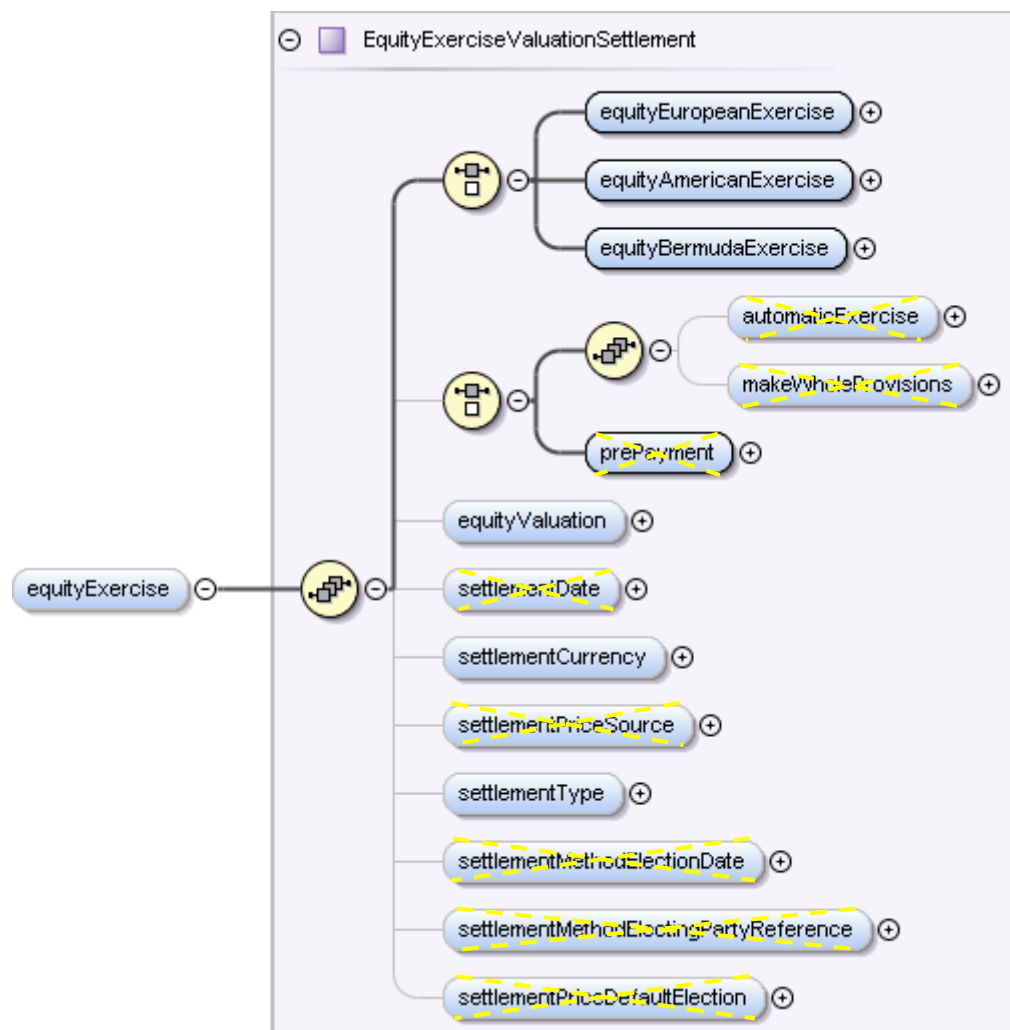 EquityExerciseValuationSettlement
equityEuropeanExercise
equityAmericanExercise
equityBermudaExercise
automaticExercise
makeWholeProvisions
prePayment
equityValuation
settlementDate
equityExercise
settlementCurrency
settlementPriceSource
settlementType
settlementMethodElectionDate
settlementMethodElectingPartyReference
settlementPriceDefaultElection